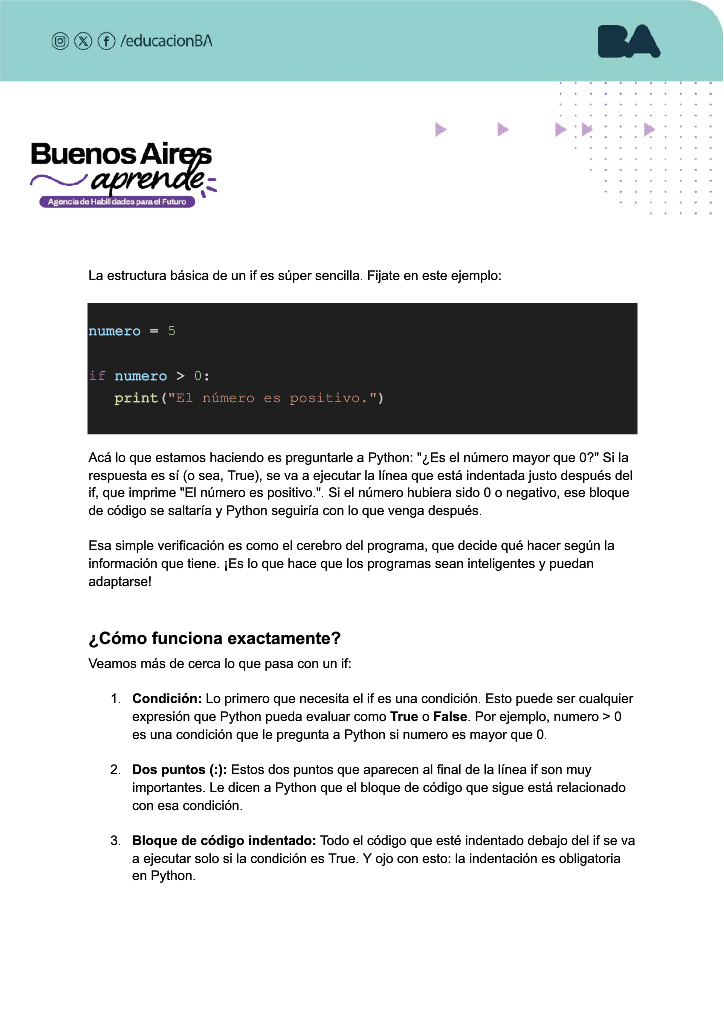 /educacionBA
BA
Buenos Aires
aprende
Agencia de Habilidades para el Futuro
La estructura básica de un if es súper sencilla. Fijate en este ejemplo:
numero = 5
if numero > 0:
print("El número es positivo.")
Acá lo que estamos haciendo es preguntarle a Python: "¿Es el número mayor que 0?" Si la
respuesta es sí (o sea, True), se va a ejecutar la línea que está indentada justo después del
if, que imprime "El número es positivo.". Si el número hubiera sido 0 o negativo, ese bloque
de código se saltaría y Python seguiría con lo que venga después.
Esa simple verificación es como el cerebro del programa, que decide qué hacer según la
información que tiene. ¡Es lo que hace que los programas sean inteligentes y puedan
adaptarse!
¿Cómo funciona exactamente?
Veamos más de cerca lo que pasa con un if:
1. Condición: Lo primero que necesita el if es una condición. Esto puede ser cualquier
expresión que Python pueda evaluar como True o False. Por ejemplo, numero > 0
es una condición que le pregunta a Python si numero es mayor que 0.
2. Dos puntos (:): Estos dos puntos que aparecen al final de la línea if son muy
importantes. Le dicen a Python que el bloque de código que sigue está relacionado
con esa condición.
3. Bloque de código indentado: Todo el código que esté indentado debajo del if se va
a ejecutar solo si la condición es True. Y ojo con esto: la indentación es obligatoria
en Python.